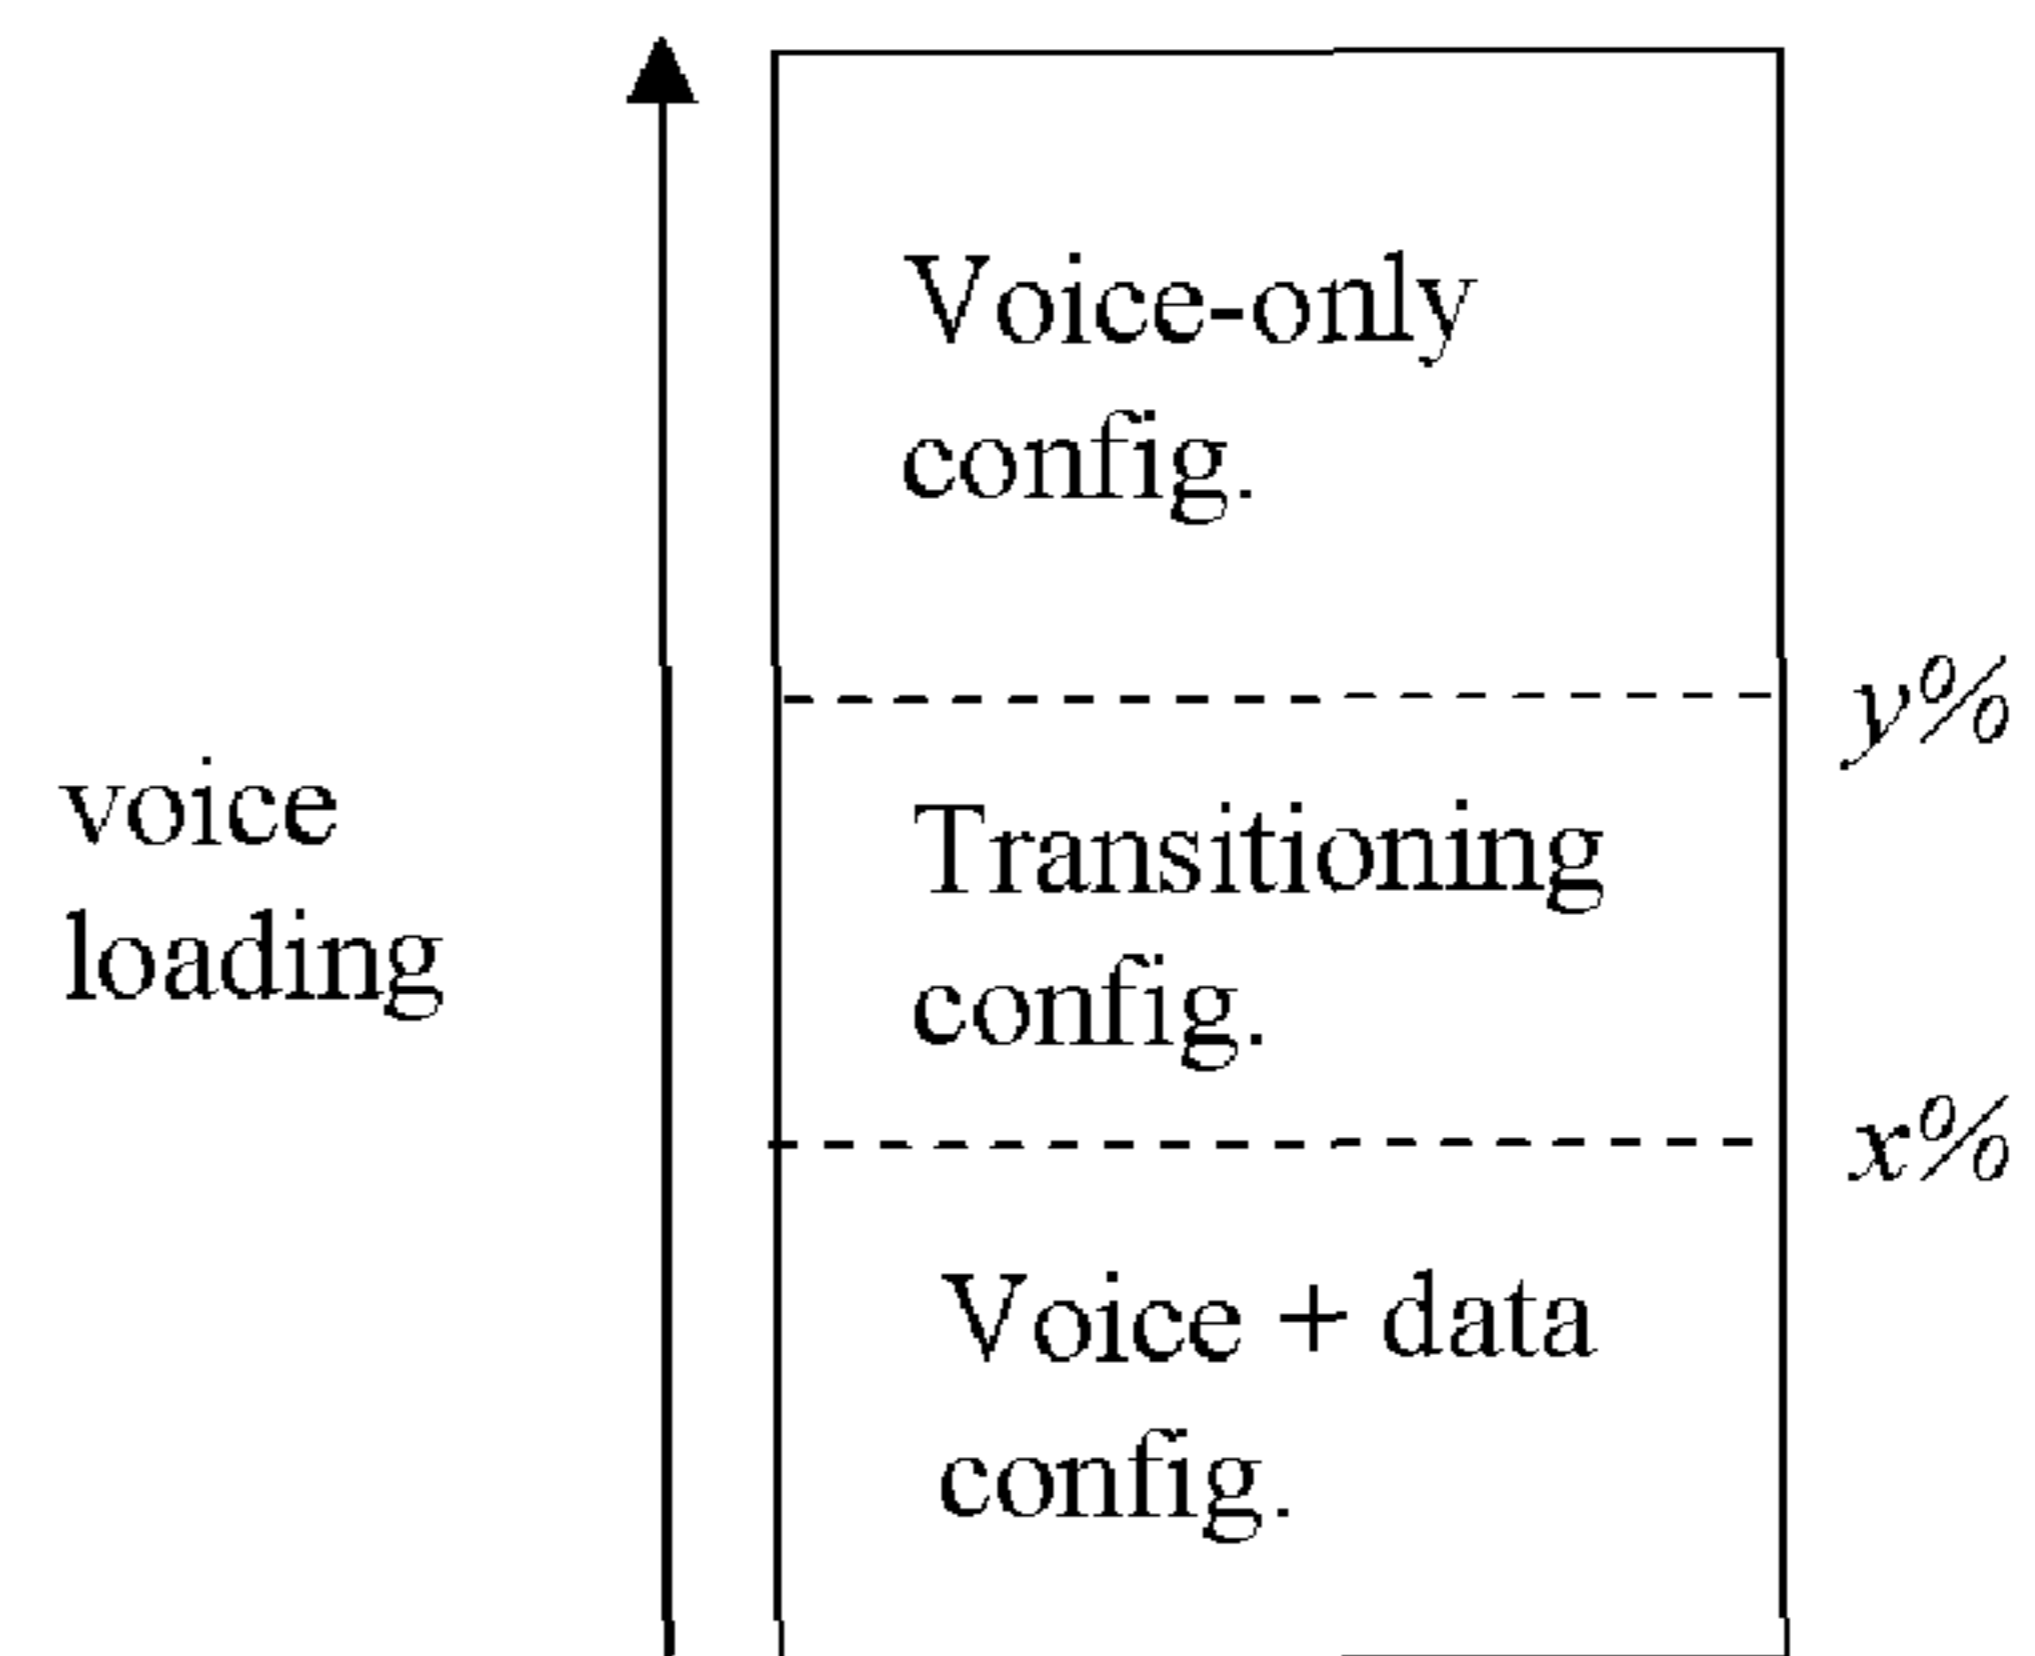 Voice-only
config.
y%
voice
loading
Transitioning
config.
x%
Voice + data
config.